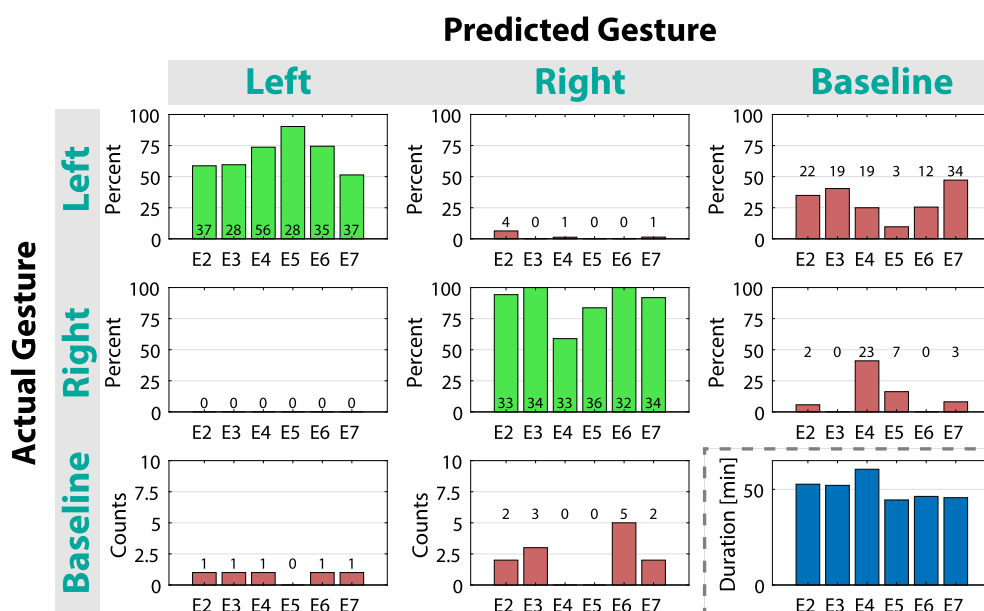 Predicted Gesture
Left Right Baseline
Actual Gesture
Left
Percent
100
75
50
25
0
37 28 56 28 35 37
E2 E3 E4 E5 E6 E7
Percent
100
75
50
25
0
4 0 1 0 0 1
E2 E3 E4 E5 E6 E7
Percent
100
75
50
25
0
22 19 19 3 12 34
E2 E3 E4 E5 E6 E7
Right
Percent
100
75
50
25
0
0 0 0 0 0 0
E2 E3 E4 E5 E6 E7
Percent
100
75
50
25
0
33 34 33 36 32 34
E2 E3 E4 E5 E6 E7
Percent
100
75
50
25
0
2 0 23 7 0 3
E2 E3 E4 E5 E6 E7
Baseline
Counts
10
7.5
5
2.5
0
1 1 1 0 1 1
E2 E3 E4 E5 E6 E7
Counts
10
7.5
5
2.5
0
2 3 0 0 5 2
E2 E3 E4 E5 E6 E7
Duration [min]
50
0
E2 E3 E4 E5 E6 E7